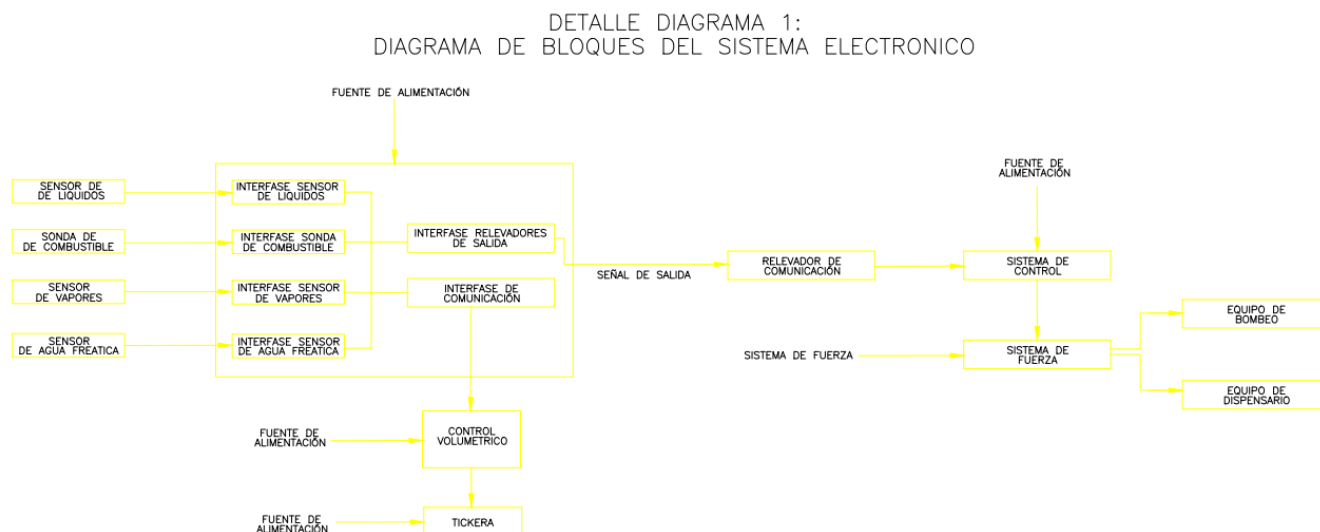 DETALLE DIAGRAMA 1:
DIAGRAMA DE BLOQUES DEL SISTEMA ELECTRONICO
FUENTE DE ALIMENTACIÓN
SENSOR DE
DE LIQUIDOS
INTERFASE SENSOR
DE LIQUIDOS
SONDA DE
DE COMBUSTIBLE
INTERFASE SONDA
DE COMBUSTIBLE
INTERFASE RELEVADORES
DE SALIDA
SENSOR
DE VAPORES
INTERFASE SENSOR
DE VAPORES
INTERFASE DE
COMUNICACIÓN
SENSOR
DE AGUA FREATICA
INTERFASE SENSOR
DE AGUA FREATICA
SEÑAL DE SALIDA
RELEVADOR DE
COMUNICACIÓN
FUENTE DE
ALIMENTACIÓN
SISTEMA DE
CONTROL
SISTEMA DE FUERZA
SISTEMA DE
FUERZA
EQUIPO DE
BOMBEO
EQUIPO DE
DISPENSARIO
FUENTE DE
ALIMENTACIÓN
CONTROL
VOLUMETRICO
FUENTE DE
ALIMENTACIÓN
TICKERA